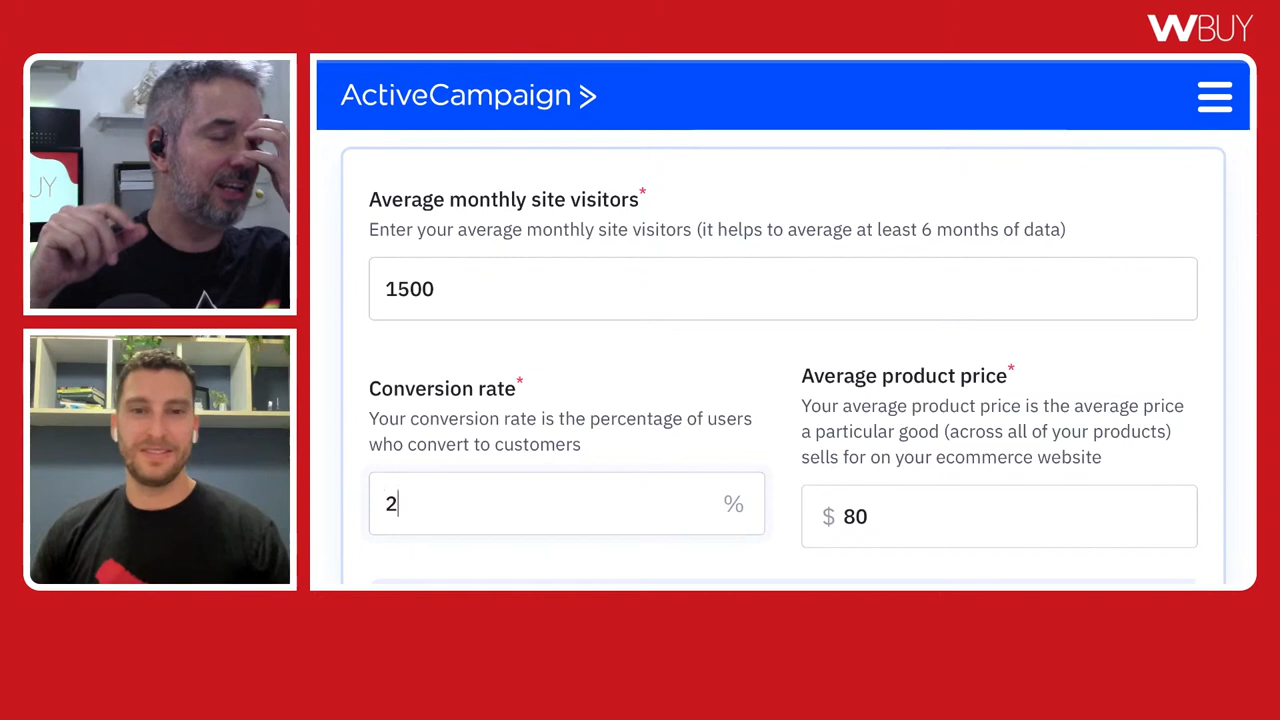 WBUY
UY
ActiveCampaign >
Average monthly site visitors*
Enter your average monthly site visitors (it helps to average at least 6 months of data)
1500
Conversion rate*
Your conversion rate is the percentage of users
who convert to customers
2 %
Average product price*
Your average product price is the average price
a particular good (across all of your products)
sells for on your ecommerce website
$ 80